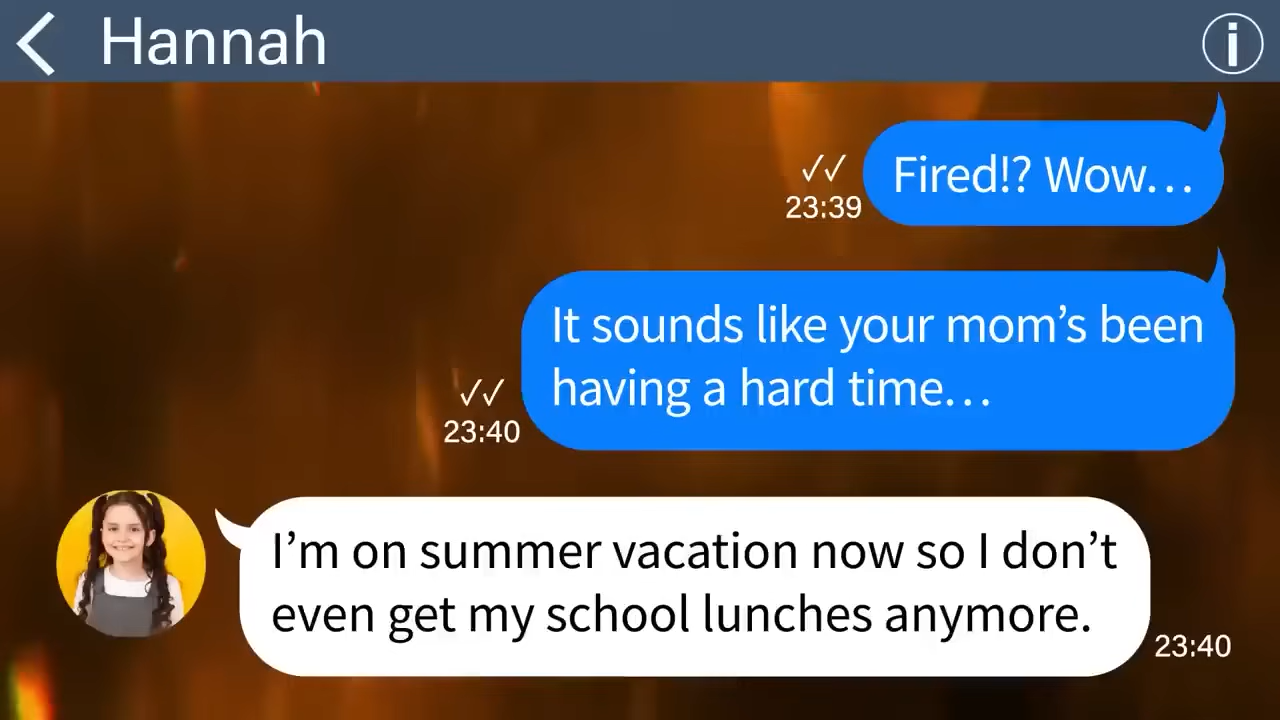 Hannah
Fired!? Wow…
23:39
It sounds like your mom’s been
having a hard time…
23:40
I’m on summer vacation now so I don’t
even get my school lunches anymore.
23:40